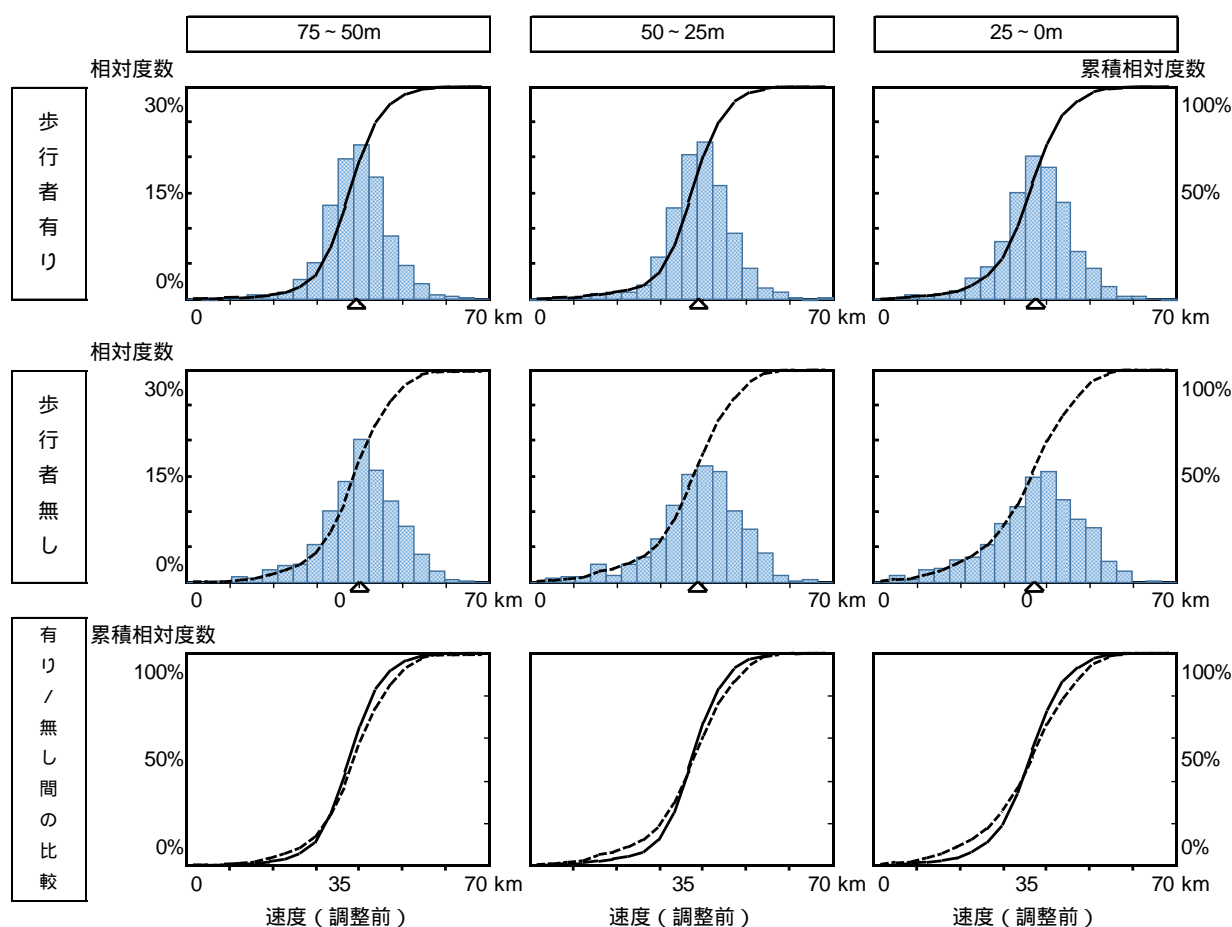 75～50m
50～25m
25～0m
相対度数
累積相対度数
歩行者有り
30%
15%
0%
100%
50%
0 70 km
0 70 km
0 70 km
相対度数
歩行者無し
30%
15%
0%
100%
50%
0 0 70 km
0 70 km
0 0 70 km
有り/無し間の比較
累積相対度数
100%
50%
0%
100%
50%
0%
0 35 70 km
0 35 70 km
0 35 70 km
速度（調整前）
速度（調整前）
速度（調整前）